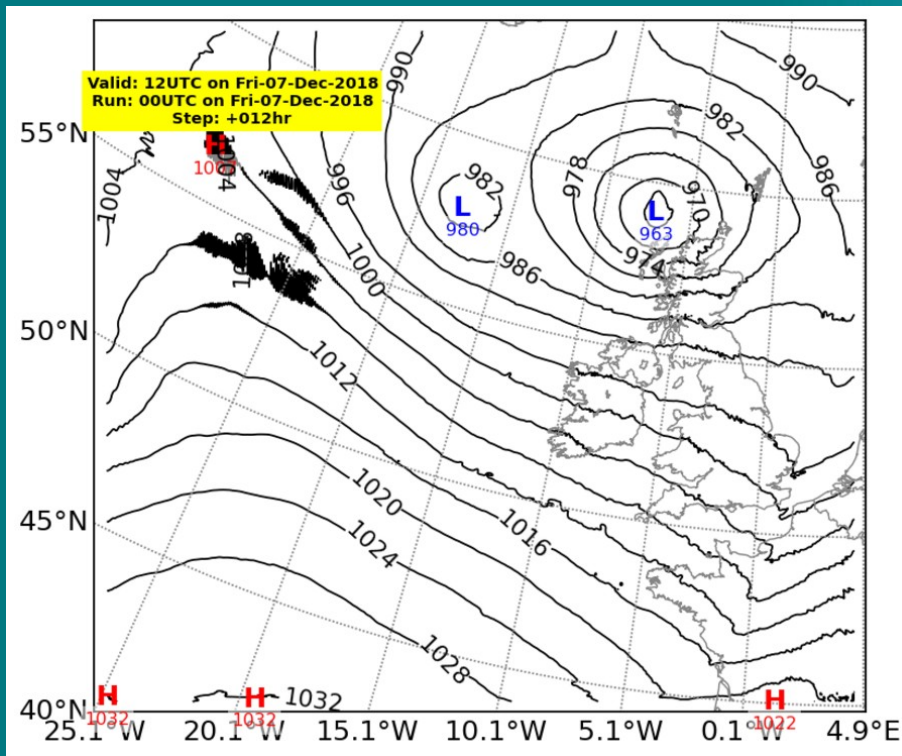 Valid: 12UTC on Fri-07-Dec-2018
Run: 00UTC on Fri-07-Dec-2018
Step: +012hr
990
990
55°N
982
H
1004
996
978
986
982
970
L
980
L
963
974
986
1000
50°N
1012
1020
1016
45°N
1024
1028
H
1032
H
1032
1032
H
1022
40°N
25.1°W
20.1°W
15.1°W
10.1°W
5.1°W
0.1°W
4.9°E